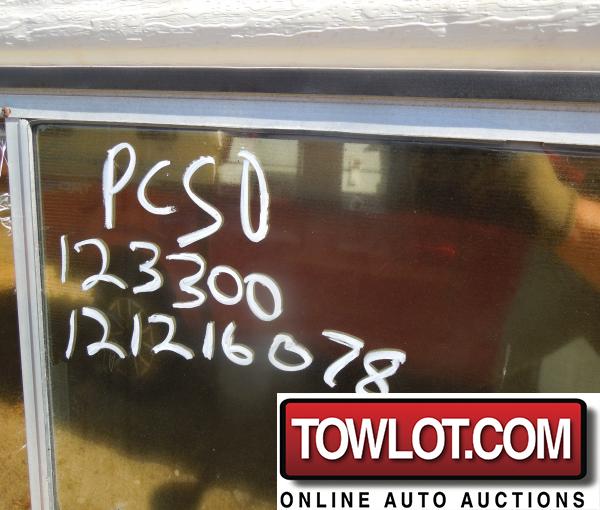 PCSO
123300
121216078
TOWLOT.COM
ONLINE AUTO AUCTIONS